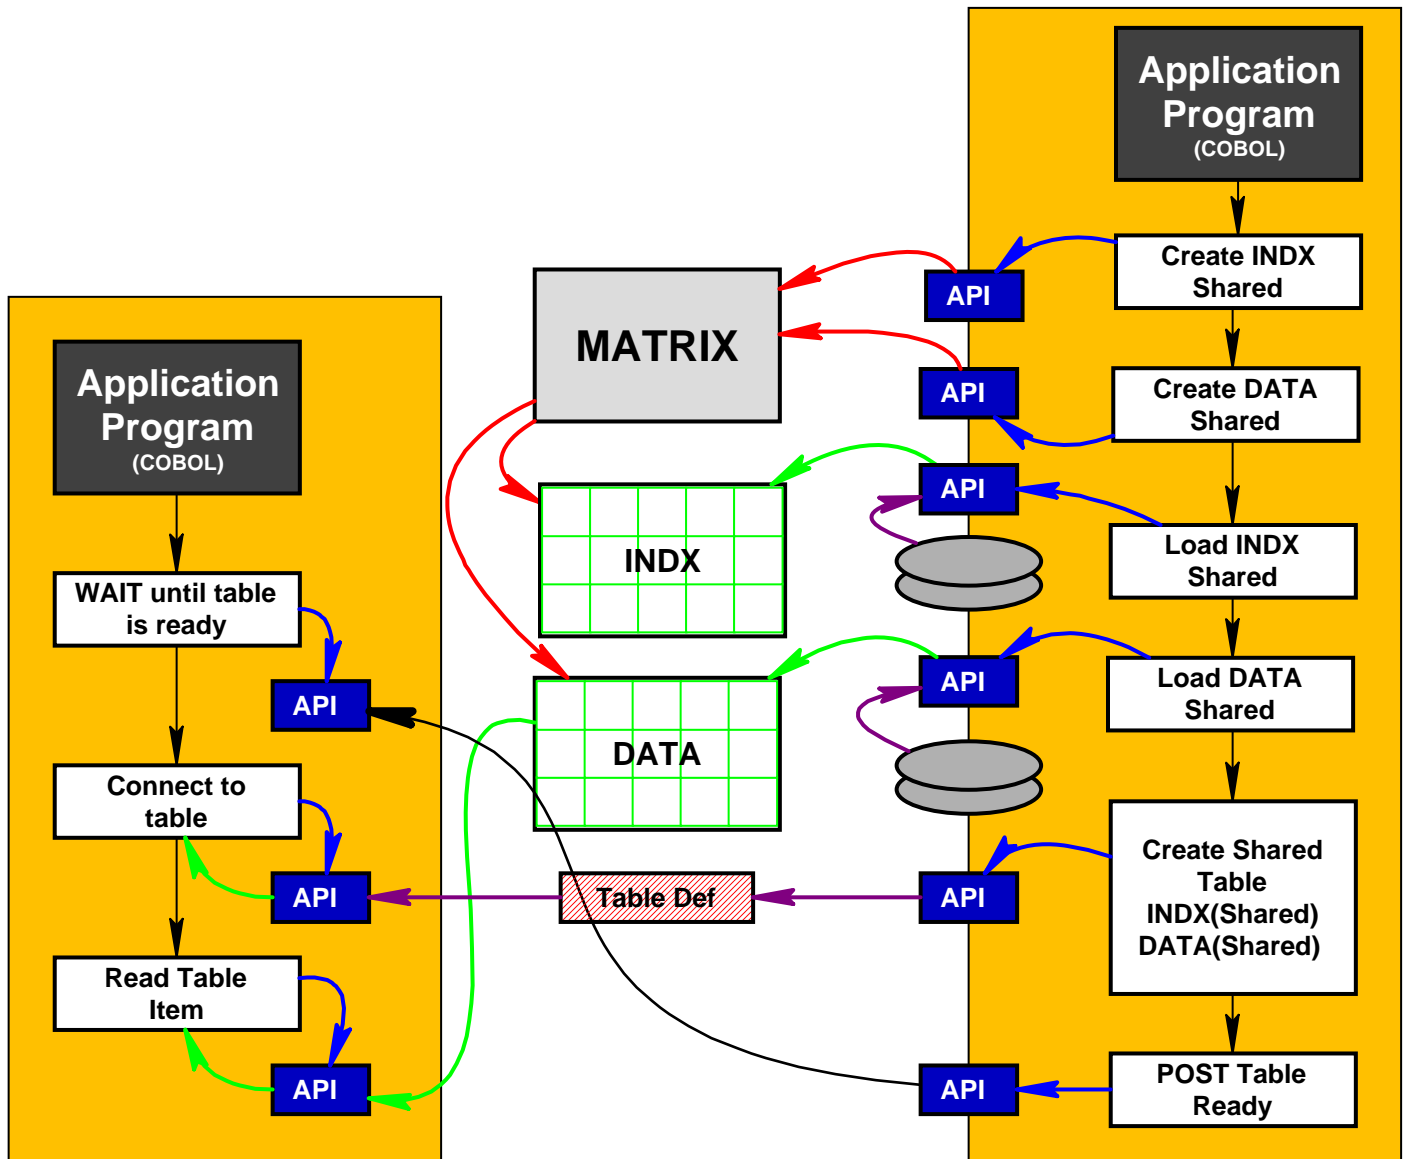 Application
Program
(COBOL)
WAIT until table
is ready
API
Connect to
table
API
Read Table
Item
API
MATRIX
INDX
DATA
Table Def
Application
Program
(COBOL)
Create INDX
Shared
API
Create DATA
Shared
API
Load INDX
Shared
API
Load DATA
Shared
API
Create Shared
Table
INDX(Shared)
DATA(Shared)
API
POST Table
Ready
API